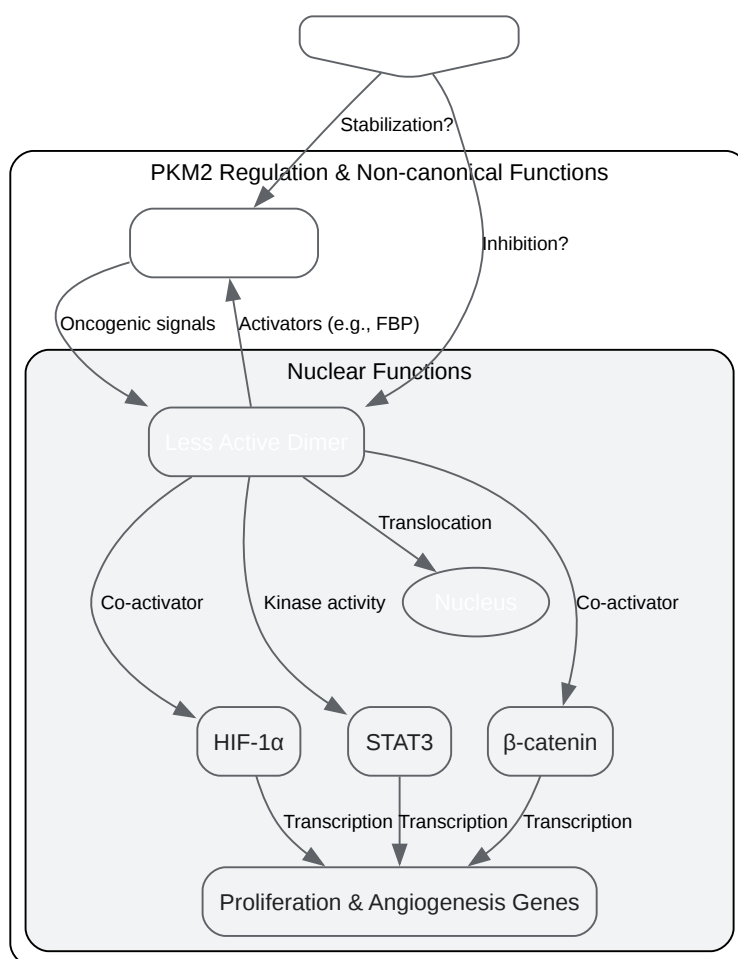 Stabilization?
PKM2 Regulation & Non-canonical Functions
Inhibition?
Oncogenic signals
Activators (e.g., FBP)
Nuclear Functions
Less Active Dimer
Translocation
Co-activator
Kinase activity
Nucleus
Co-activator
HIF-1α
STAT3
β-catenin
Transcription
Transcription
Transcription
Proliferation & Angiogenesis Genes